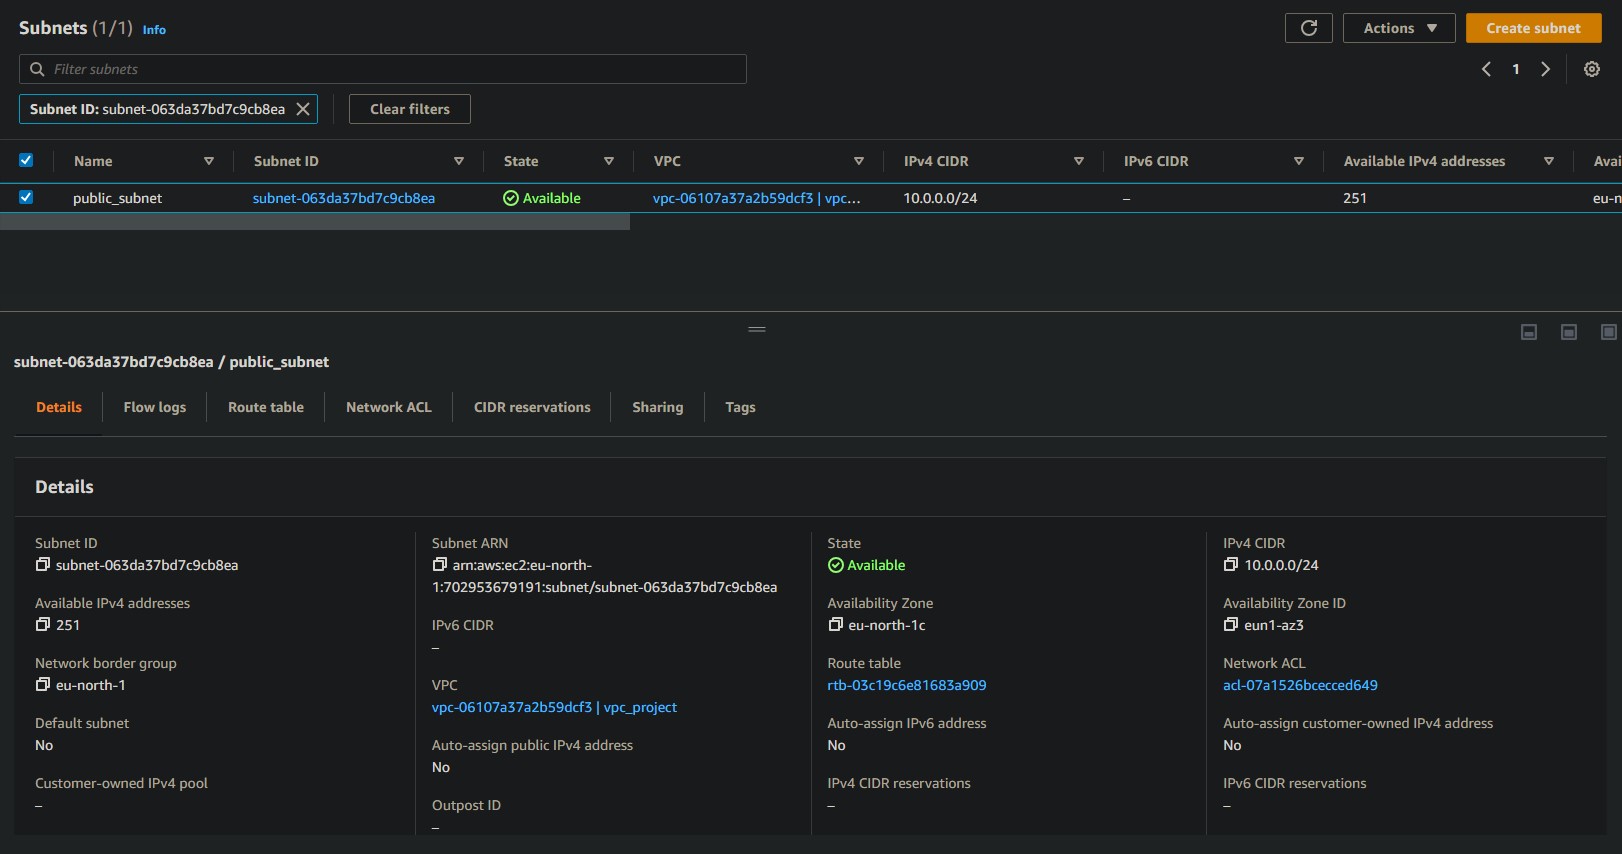 Subnets (1/1) Info
Actions
Create subnet
Filter subnets
1
Subnet ID: subnet-063da37bd7c9cb8ea
Clear filters
Name Subnet ID State VPC IPv4 CIDR IPv6 CIDR Available IPv4 addresses Avai
public_subnet subnet-063da37bd7c9cb8ea Available vpc-06107a37a2b59dcf3 | vpc... 10.0.0.0/24 – 251 eu-n
subnet-063da37bd7c9cb8ea / public_subnet
Details Flow logs Route table Network ACL CIDR reservations Sharing Tags
Details
Subnet ID
subnet-063da37bd7c9cb8ea
Available IPv4 addresses
251
Network border group
eu-north-1
Default subnet
No
Customer-owned IPv4 pool
–
Subnet ARN
arn:aws:ec2:eu-north-
1:702953679191:subnet/subnet-063da37bd7c9cb8ea
IPv6 CIDR
–
VPC
vpc-06107a37a2b59dcf3 | vpc_project
Auto-assign public IPv4 address
No
Outpost ID
–
State
Available
Availability Zone
eu-north-1c
Route table
rtb-03c19c6e81683a909
Auto-assign IPv6 address
No
IPv4 CIDR reservations
–
IPv4 CIDR
10.0.0.0/24
Availability Zone ID
eun1-az3
Network ACL
acl-07a1526bcecced649
Auto-assign customer-owned IPv4 address
No
IPv6 CIDR reservations
–